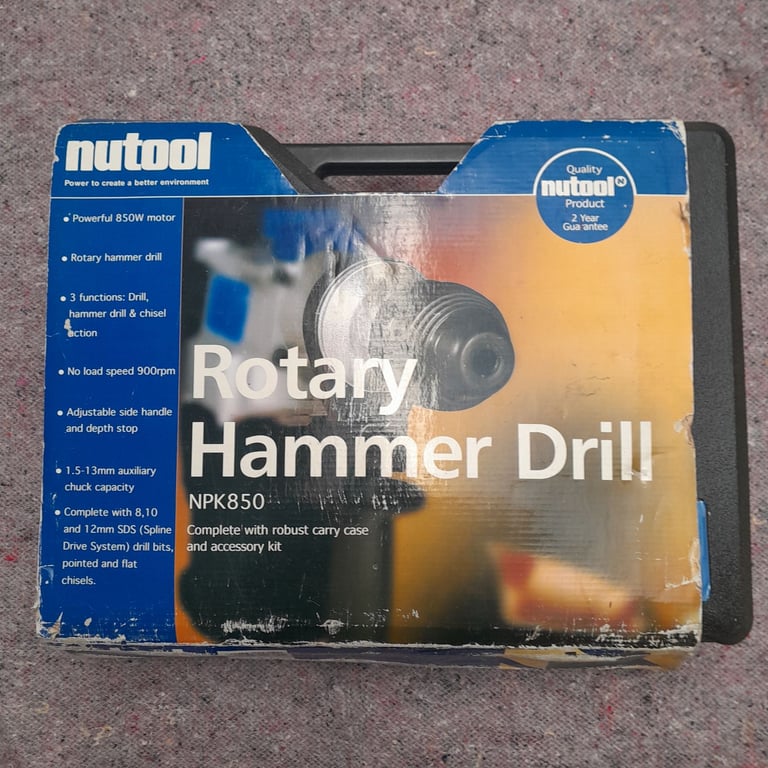 nutool
Power to create a better environment
Quality
nutool N
Product
2 Year
Gua antee
• Powerful 850W motor
• Rotary hammer drill
• 3 functions: Drill,
hammer drill & chisel
action
• No load speed 900rpm
• Adjustable side handle
and depth stop
• 1.5-13mm auxiliary
chuck capacity
• Complete with 8,10
and 12mm SDS (Spline
Drive System) drill bits,
pointed and flat
chisels.
Rotary
Hammer Drill
NPK850
Complete with robust carry case
and accessory kit